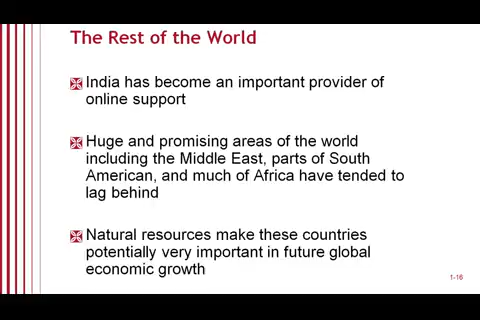 The Rest of the World
India has become an important provider of
online support
Huge and promising areas of the world
including the Middle East, parts of South
American, and much of Africa have tended to
lag behind
Natural resources make these countries
potentially very important in future global
economic growth
1-16